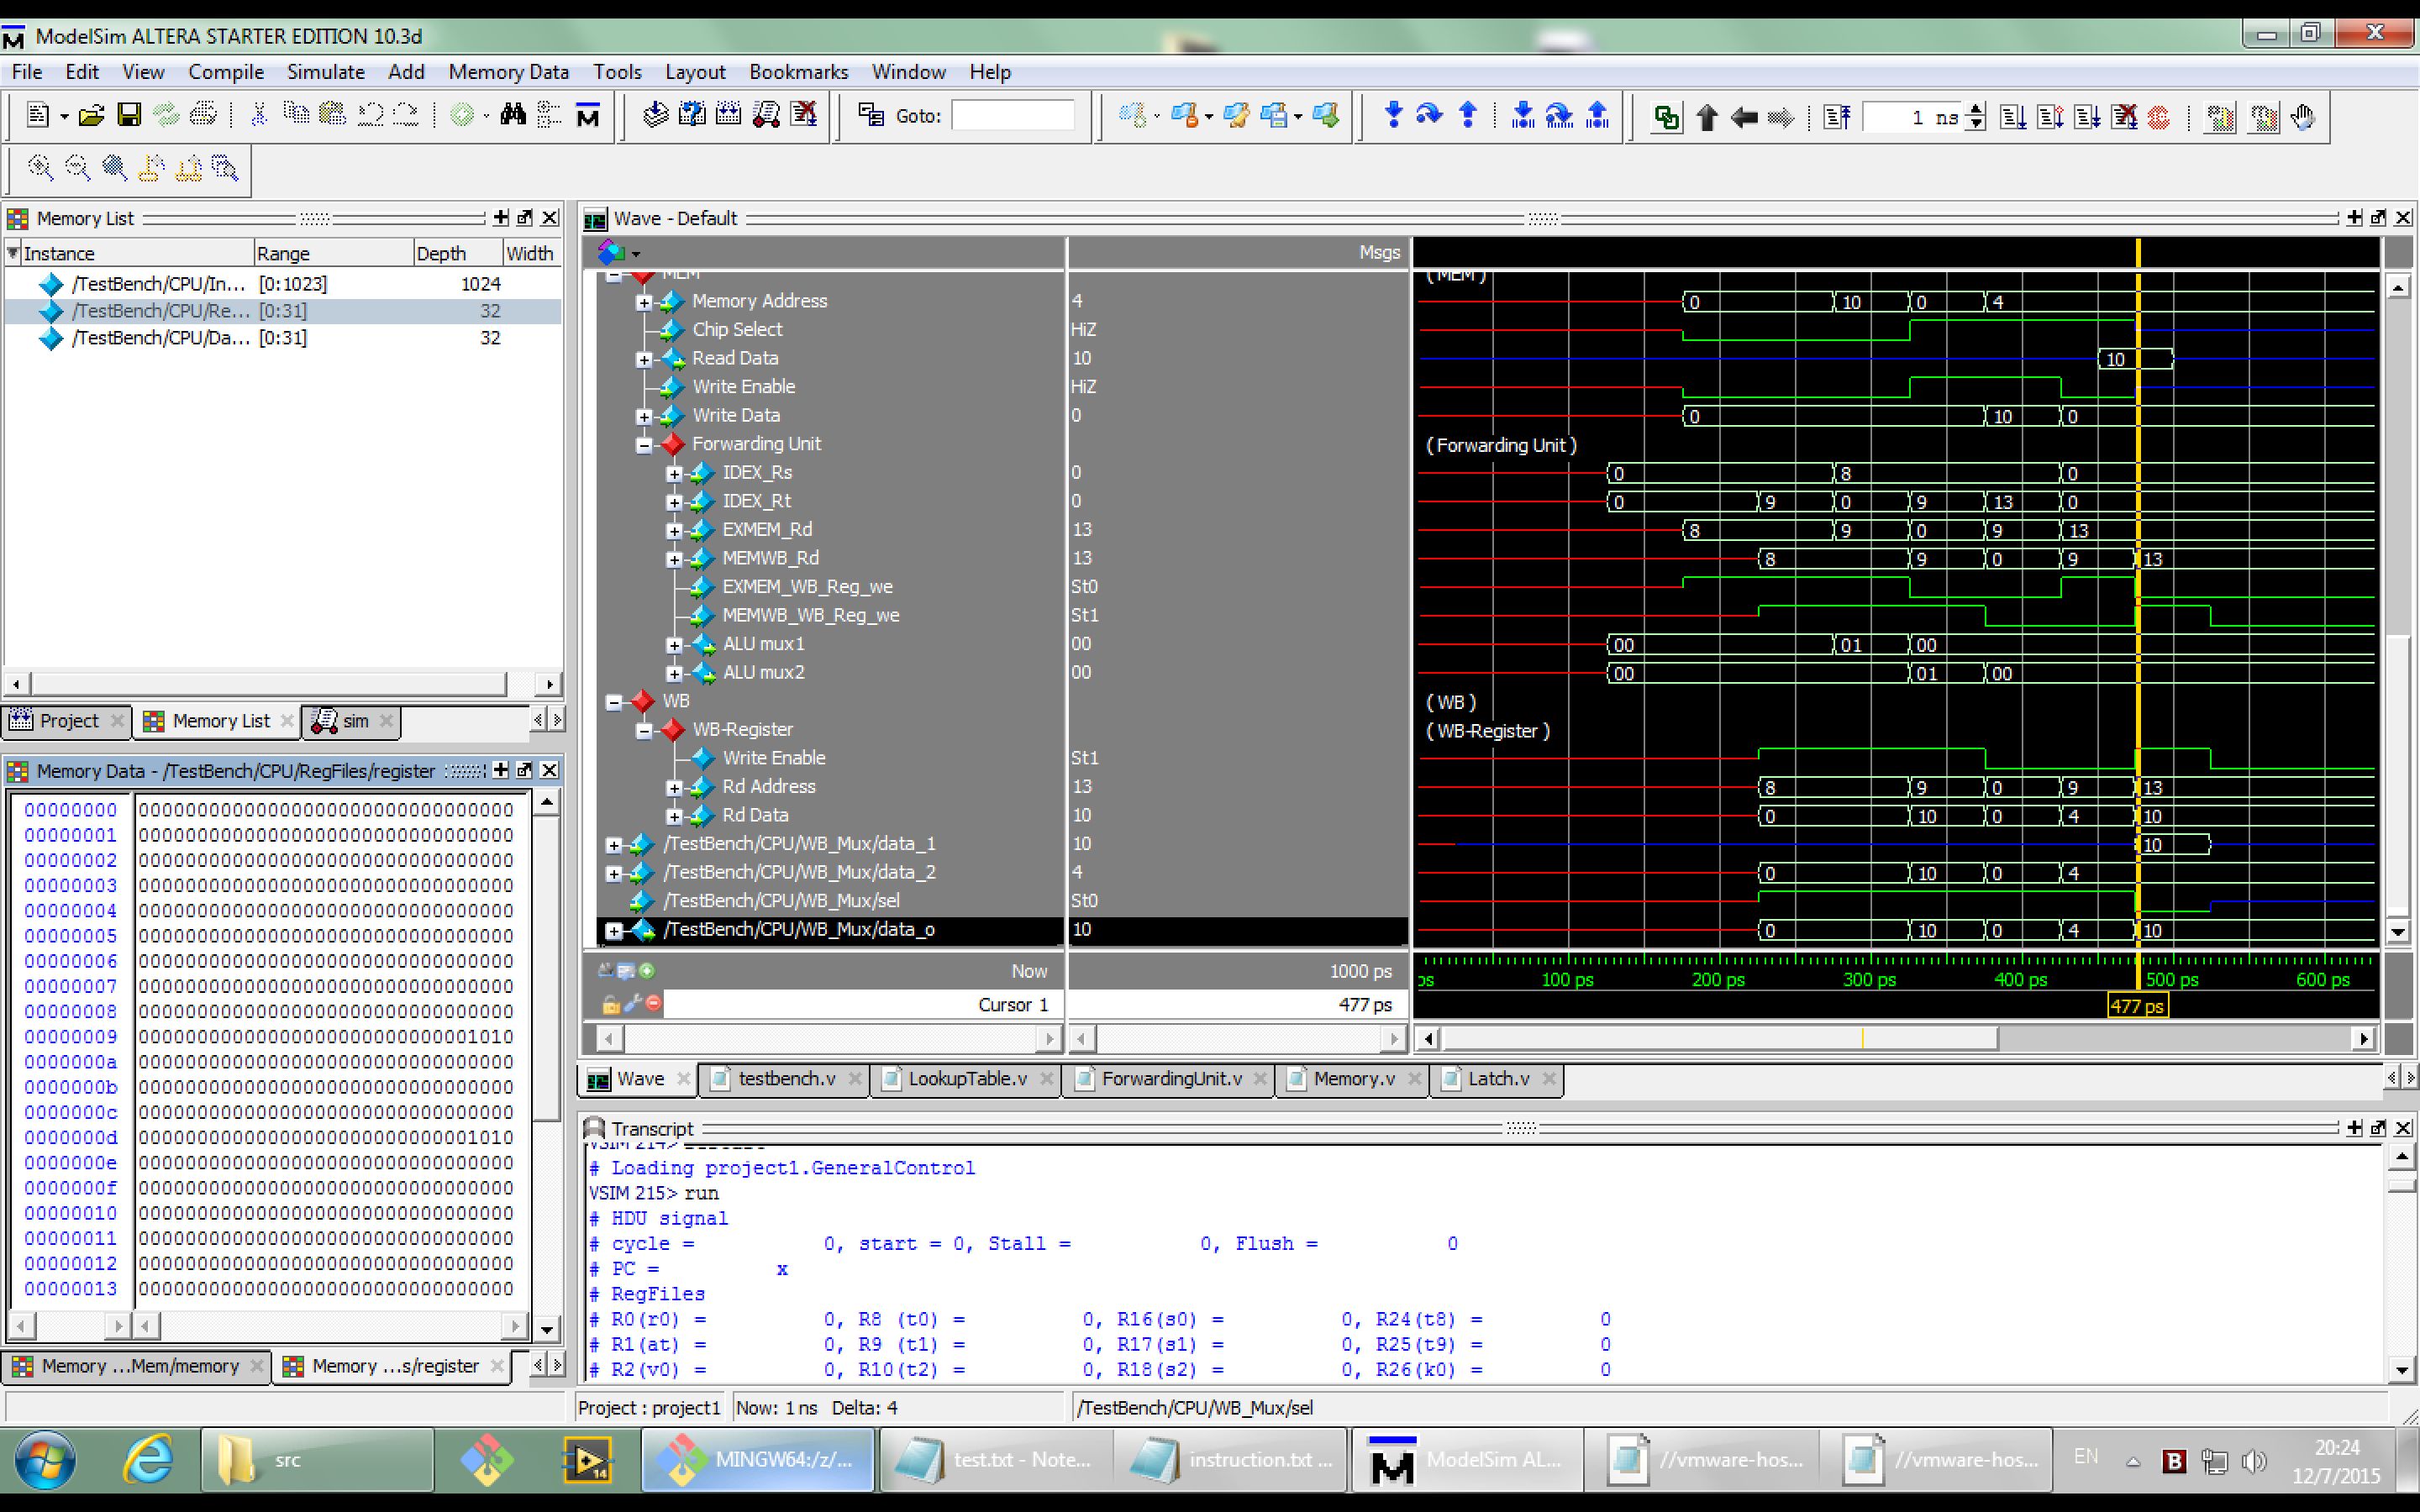 ModelSim ALTERA STARTER EDITION 10.3d
File Edit View Compile Simulate Add Memory Data Tools Layout Bookmarks Window Help
Goto: 1 ns
Memory List
Instance Range Depth Width
/TestBench/CPU/In... [0:1023] 1024
/TestBench/CPU/Re... [0:31] 32
/TestBench/CPU/Da... [0:31] 32
Project Memory List sim
Memory Data - /TestBench/CPU/RegFiles/register
00000000 00000000000000000000000000000000
00000001 00000000000000000000000000000000
00000002 00000000000000000000000000000000
00000003 00000000000000000000000000000000
00000004 00000000000000000000000000000000
00000005 00000000000000000000000000000000
00000006 00000000000000000000000000000000
00000007 00000000000000000000000000000000
00000008 00000000000000000000000000000000
00000009 00000000000000000000000000001010
0000000a 00000000000000000000000000000000
0000000b 00000000000000000000000000000000
0000000c 00000000000000000000000000000000
0000000d 00000000000000000000000000001010
0000000e 00000000000000000000000000000000
0000000f 00000000000000000000000000000000
00000010 00000000000000000000000000000000
00000011 00000000000000000000000000000000
00000012 00000000000000000000000000000000
00000013 00000000000000000000000000000000
Memory ...Mem/memory Memory ...s/register
Wave - Default
Msgs
MEM ( MEM )
Memory Address 4 0 10 0 4
Chip Select HiZ
Read Data 10 10
Write Enable HiZ
Write Data 0 0 10 0
Forwarding Unit ( Forwarding Unit )
IDEX_Rs 0 0 8 0
IDEX_Rt 0 0 9 0 9 13 0
EXMEM_Rd 13 8 9 0 9 13
MEMWB_Rd 13 8 9 0 9 13
EXMEM_WB_Reg_we St0
MEMWB_WB_Reg_we St1
ALU mux1 00 00 01 00
ALU mux2 00 00 01 00
WB ( WB )
WB-Register ( WB-Register )
Write Enable St1
Rd Address 13 8 9 0 9 13
Rd Data 10 0 10 0 4 10
/TestBench/CPU/WB_Mux/data_1 10 10
/TestBench/CPU/WB_Mux/data_2 4 0 10 0 4
/TestBench/CPU/WB_Mux/sel St0
/TestBench/CPU/WB_Mux/data_o 10 0 10 0 4 10
Now 1000 ps ps 100 ps 200 ps 300 ps 400 ps 500 ps 600 ps
Cursor 1 477 ps 477 ps
Wave testbench.v LookupTable.v ForwardingUnit.v Memory.v Latch.v
Transcript
# Loading project1.GeneralControl
VSIM 215> run
# HDU signal
# cycle = 0, start = 0, Stall = 0, Flush = 0
# PC = x
# RegFiles
# R0(r0) = 0, R8 (t0) = 0, R16(s0) = 0, R24(t8) = 0
# R1(at) = 0, R9 (t1) = 0, R17(s1) = 0, R25(t9) = 0
# R2(v0) = 0, R10(t2) = 0, R18(s2) = 0, R26(k0) = 0
Project : project1 Now: 1 ns Delta: 4 /TestBench/CPU/WB_Mux/sel
src 14 MINGW64:/z/... test.txt - Note... instruction.txt ... ModelSim AL... //vmware-hos... //vmware-hos... EN B 20:24
12/7/2015